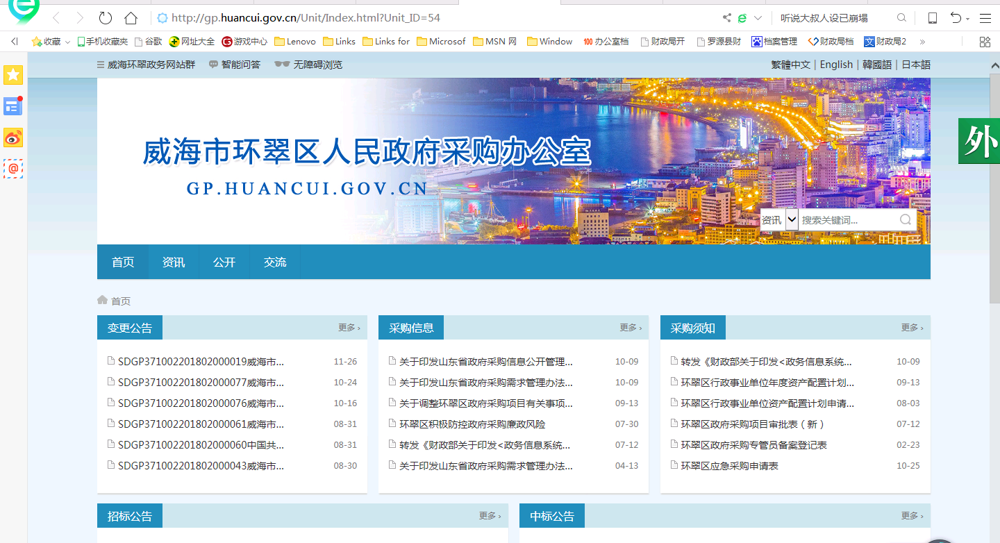 http://gp.huancui.gov.cn/Unit/Index.html?Unit_ID=54
听说大叔人设已崩塌
收藏 手机收藏夹 谷歌 网址大全 游戏中心 Lenovo Links Links for Microsof MSN 网 Window 100 办公室档 财政局开 罗源县财 档案管理 财政局档 文 财政局2 »
威海环翠政务网站群 智能问答 无障碍浏览
繁體中文 | English | 韓國語 | 日本語
外
威海市环翠区人民政府采购办公室
GP.HUANCUI.GOV.CN
资讯 搜索关键词...
首页 资讯 公开 交流
首页
变更公告 更多 ›
SDGP371002201802000019威海市... 11-26
SDGP371002201802000077威海市... 10-24
SDGP371002201802000076威海市... 10-16
SDGP371002201802000061威海市... 08-31
SDGP371002201802000060中国共... 08-31
SDGP371002201802000043威海市... 08-30
采购信息 更多 ›
关于印发山东省政府采购信息公开管理... 10-09
关于印发山东省政府采购需求管理办法... 10-09
关于调整环翠区政府采购项目有关事项... 09-13
环翠区积极防控政府采购廉政风险 07-30
转发《财政部关于印发<政务信息系统... 07-12
关于印发山东省政府采购需求管理办法... 04-13
采购须知 更多 ›
转发《财政部关于印发<政务信息系统... 10-09
环翠区行政事业单位年度资产配置计划... 09-13
环翠区行政事业单位资产配置计划申请... 08-03
环翠区政府采购项目审批表（新） 07-12
环翠区政府采购专管员备案登记表 02-23
环翠区应急采购申请表 10-25
招标公告 更多 ›
中标公告 更多 ›